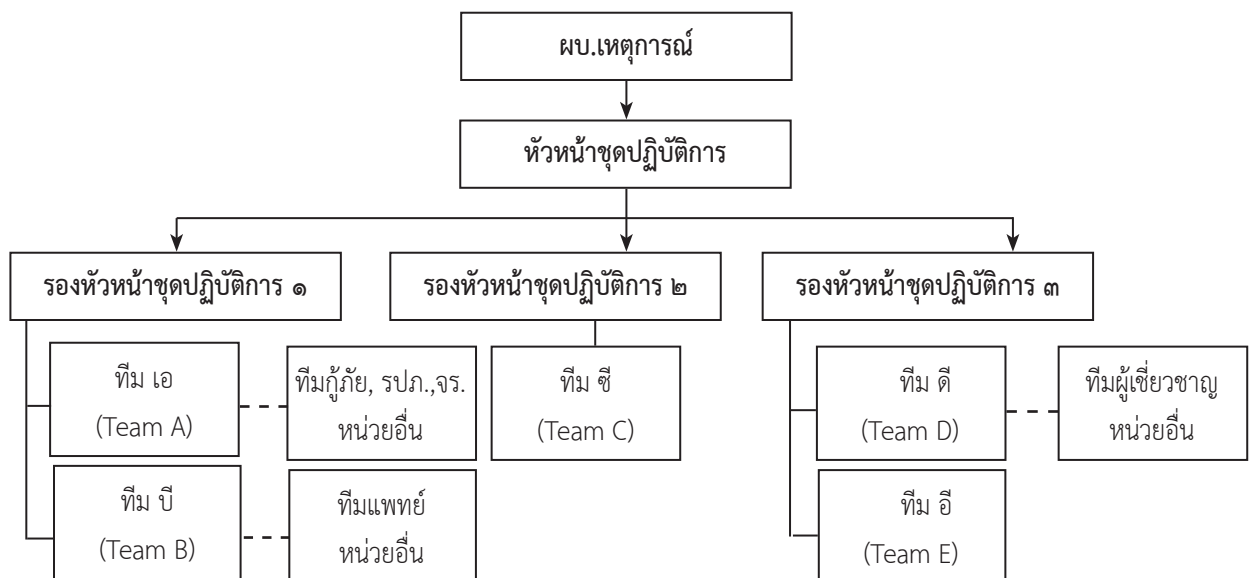 ผบ.เหตุการณ์
หัวหน้าชุดปฏิบัติการ
รองหัวหน้าชุดปฏิบัติการ ๑
รองหัวหน้าชุดปฏิบัติการ ๒
รองหัวหน้าชุดปฏิบัติการ ๓
ทีม เอ
(Team A)
ทีมกู้ภัย, รปภ.,จร.
หน่วยอื่น
ทีม ซี
(Team C)
ทีม ดี
(Team D)
ทีมผู้เชี่ยวชาญ
หน่วยอื่น
ทีม บี
(Team B)
ทีมแพทย์
หน่วยอื่น
ทีม อี
(Team E)